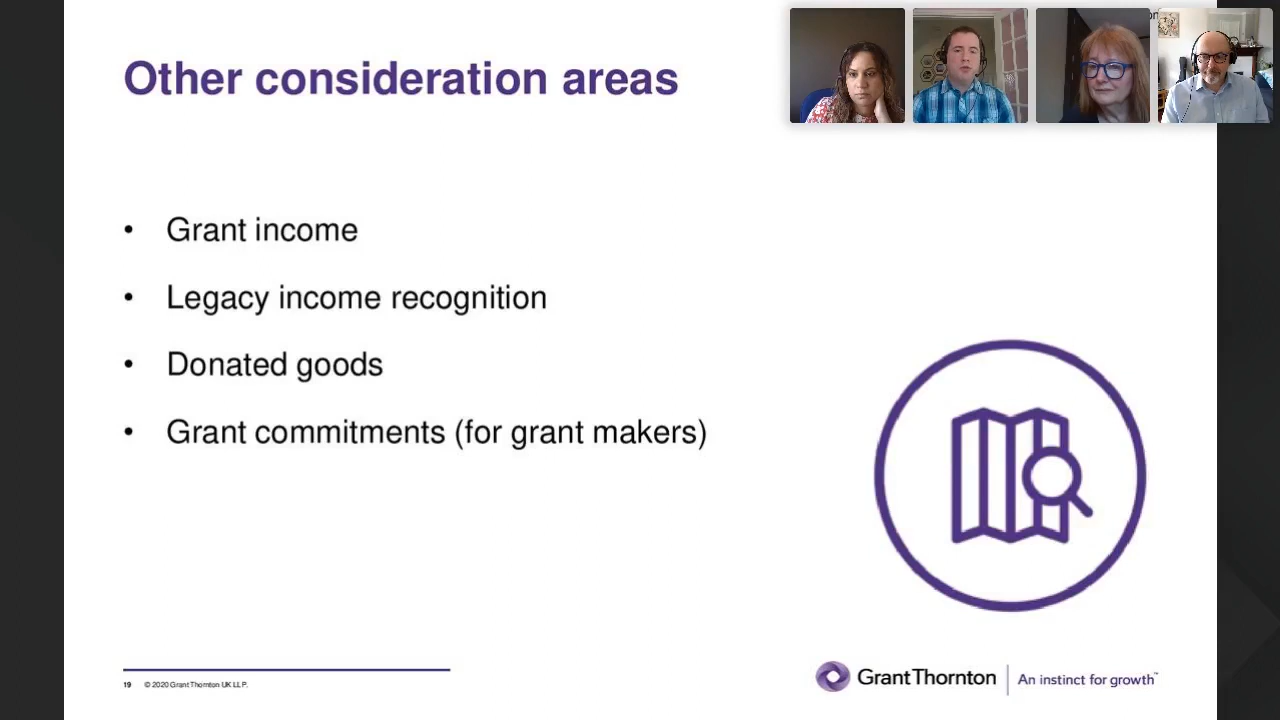 Other consideration areas
• Grant income
• Legacy income recognition
• Donated goods
• Grant commitments (for grant makers)
19 © 2020 Grant Thornton UK LLP.
Grant Thornton An instinct for growth™